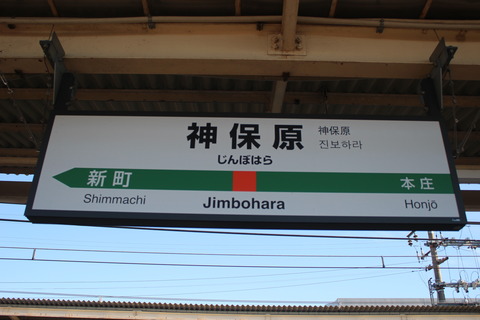 神保原
神保原
진보하라
じんぼはら
新町 本庄
Shimmachi Jimbohara Honjō